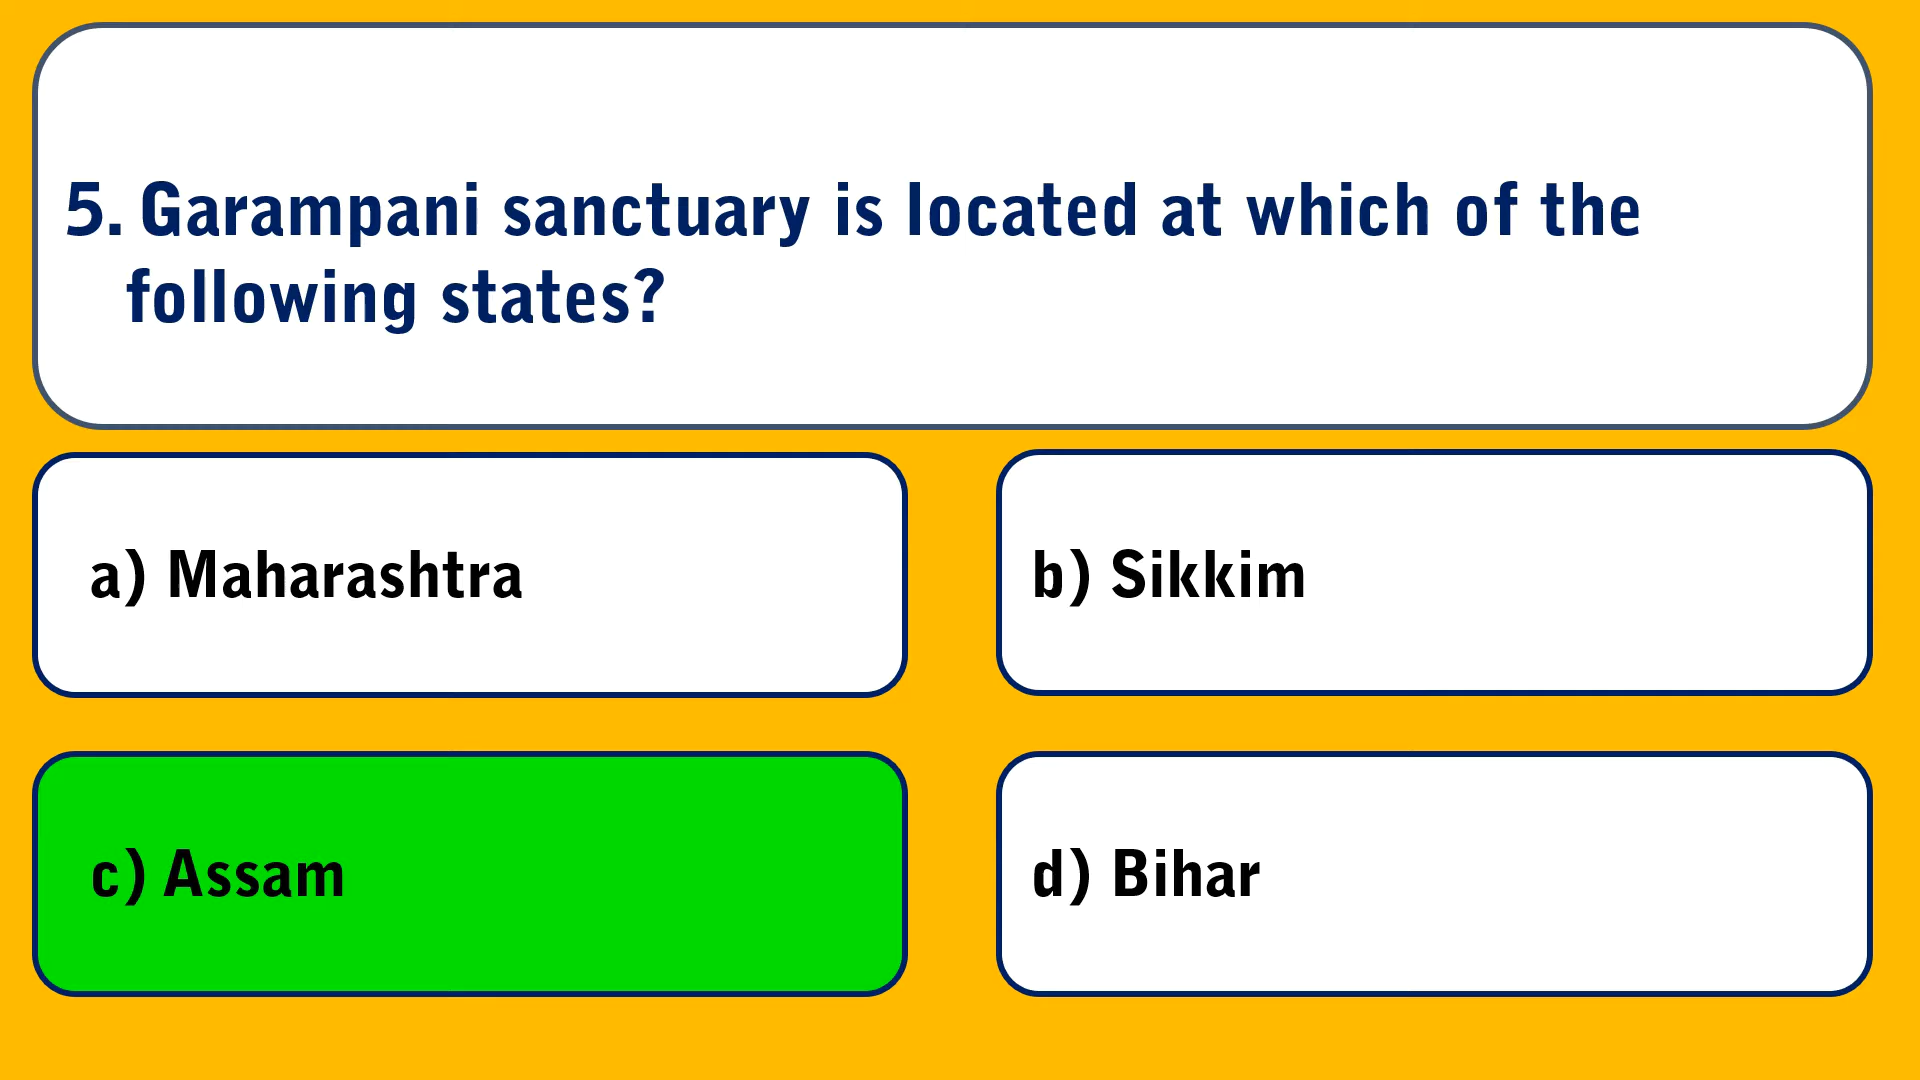 5. Garampani sanctuary is located at which of the
following states?
a) Maharashtra
b) Sikkim
c) Assam
d) Bihar